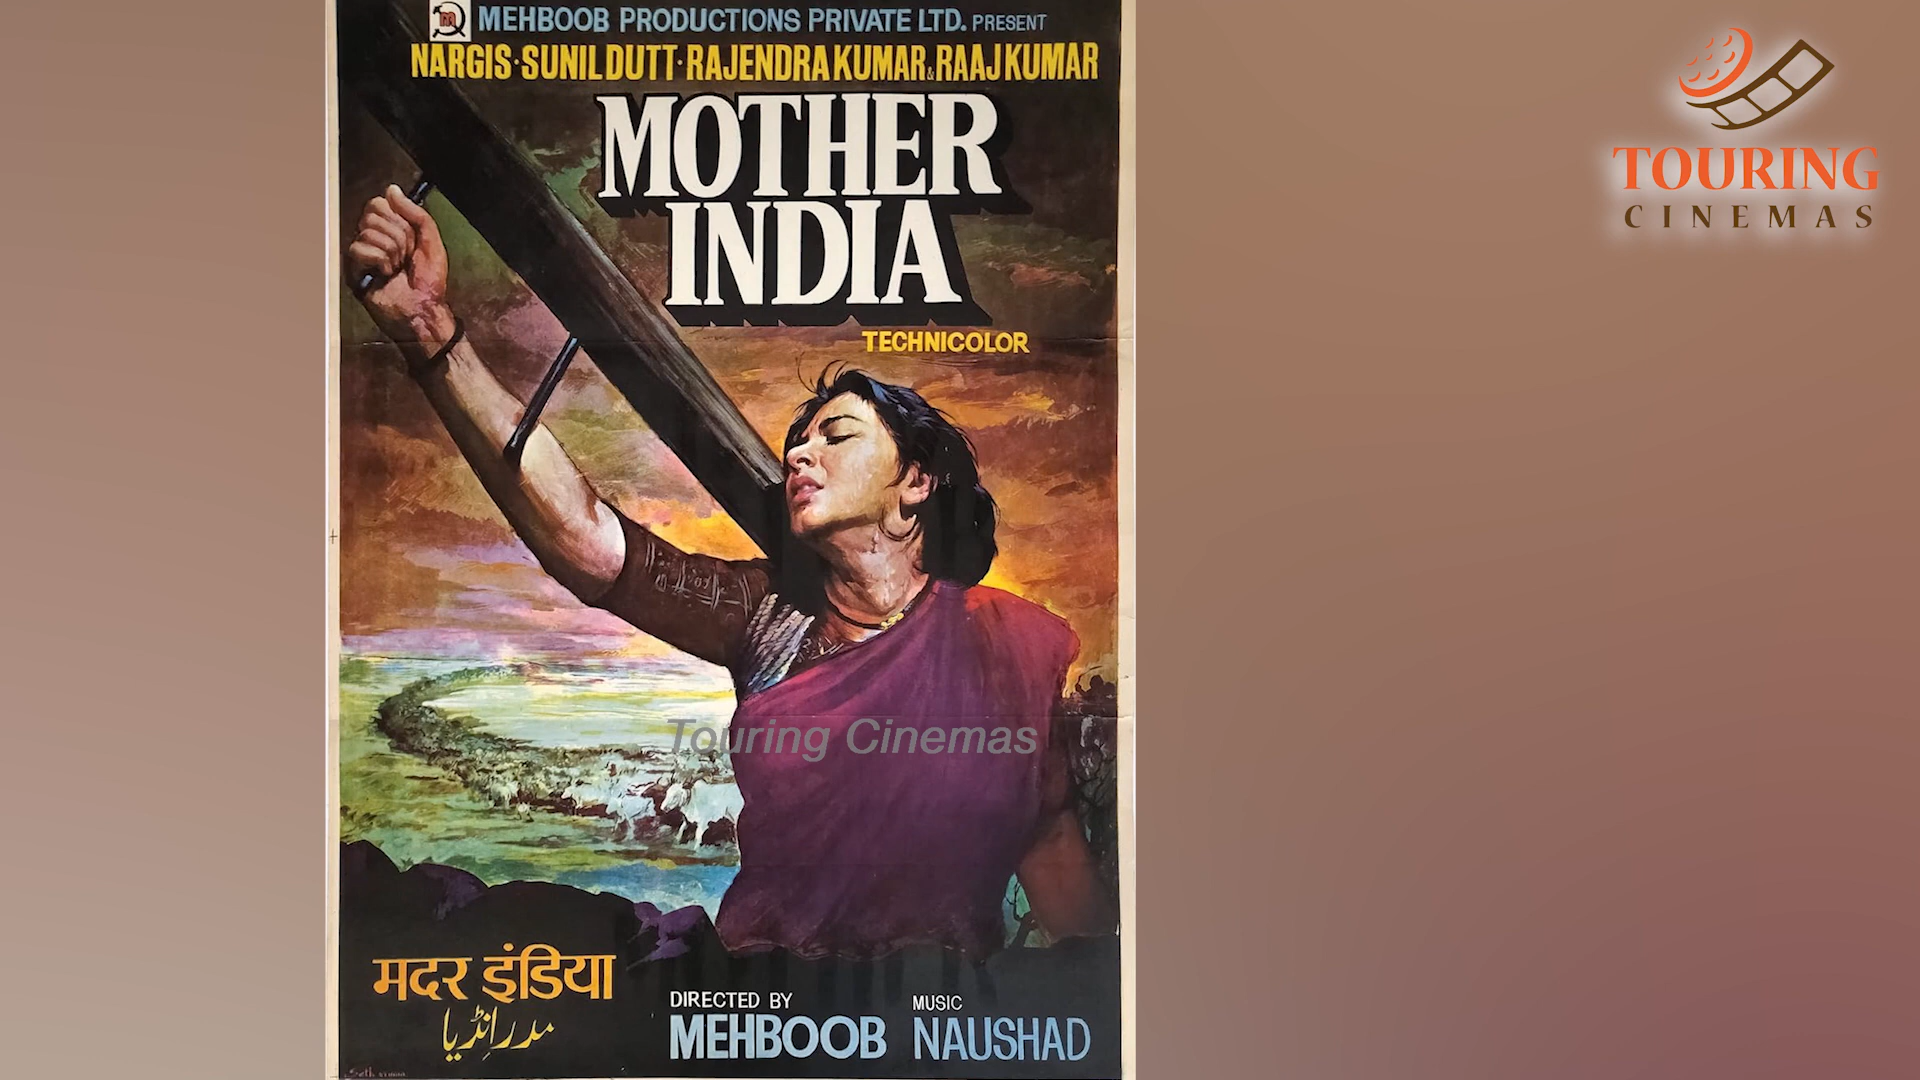 MEHBOOB PRODUCTIONS PRIVATE LTD. PRESENT
NARGIS · SUNIL DUTT · RAJENDRA KUMAR & RAAJ KUMAR
MOTHER
INDIA
TECHNICOLOR
TOURING
CINEMAS
Touring Cinemas
मदर इंडिया
مدر انڈیا
DIRECTED BY
MEHBOOB
MUSIC
NAUSHAD